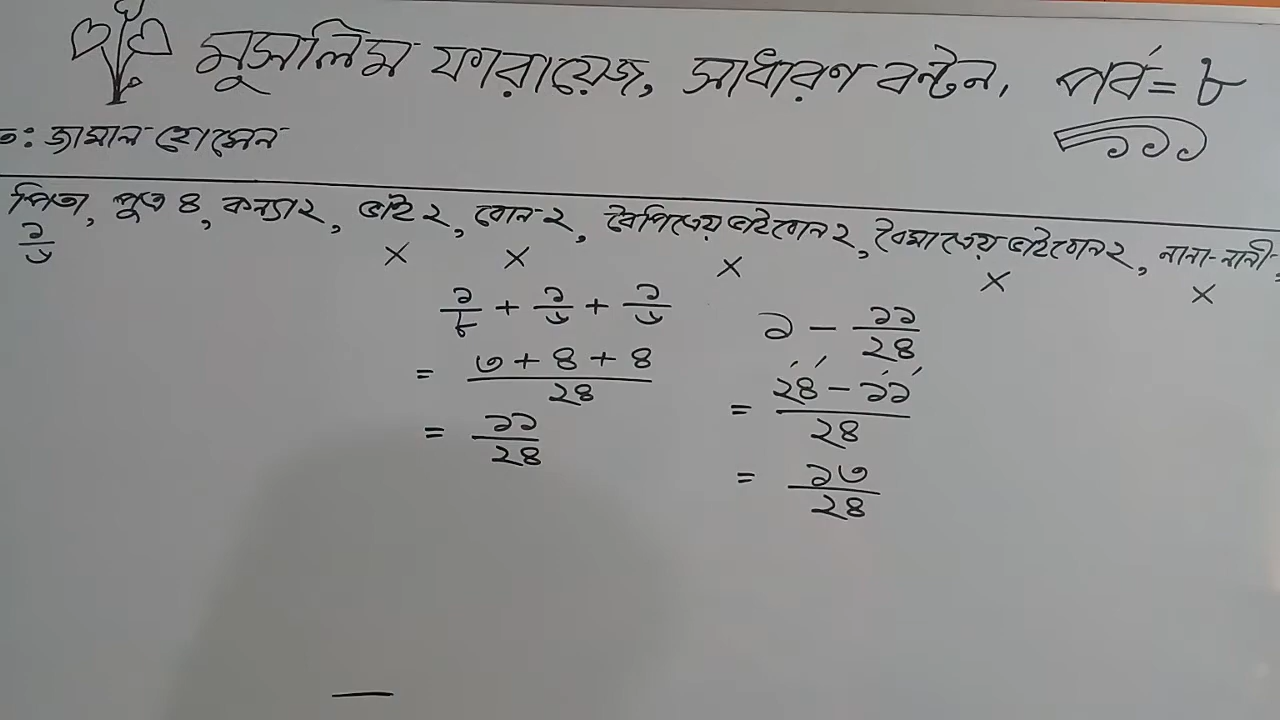 মুসলিম ফারায়েজ, সাধারণ বন্টন, পর্ব = ৮
ত: জামাল হোসেন
পিতা, পুত্র ৪, কন্যা ২, ভাই ২, বোন ২, বৈপিত্রেয় ভাইবোন ২, বৈমাত্রেয় ভাইবোন ২, নানা-নানী-,
১/৬ × × × × ×
১/৮ + ১/৬ + ১/৬
= ৩ + ৪ + ৪ / ২৪
= ১১/২৪
১ - ১১/২৪
= ২৪ - ১১ / ২৪
= ১৩/২৪